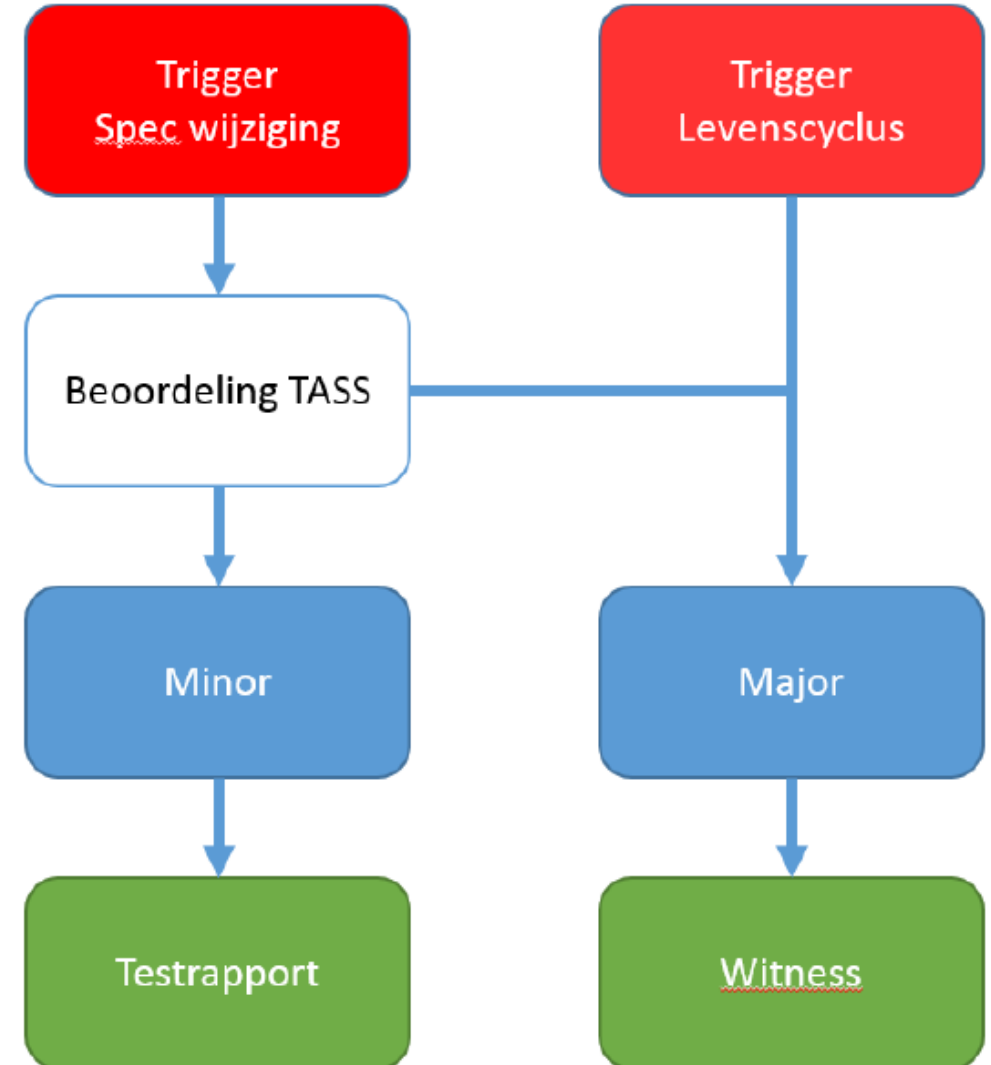 Trigger
Spec wijziging
Trigger
Levenscyclus
Beoordeling TASS
Minor
Major
Testrapport
Witness